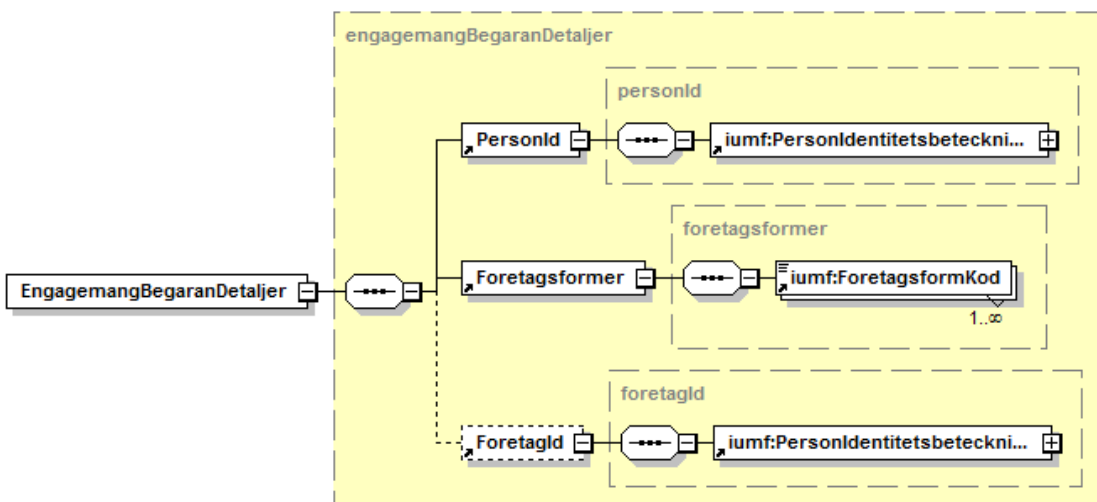 engagemangBegaranDetaljer
personId
PersonId
iumf:PersonIdentitetsbeteckni...
foretagsformer
EngagemangBegaranDetaljer
Foretagsformer
iumf:ForetagsformKod
1..∞
foretagId
ForetagId
iumf:PersonIdentitetsbeteckni...